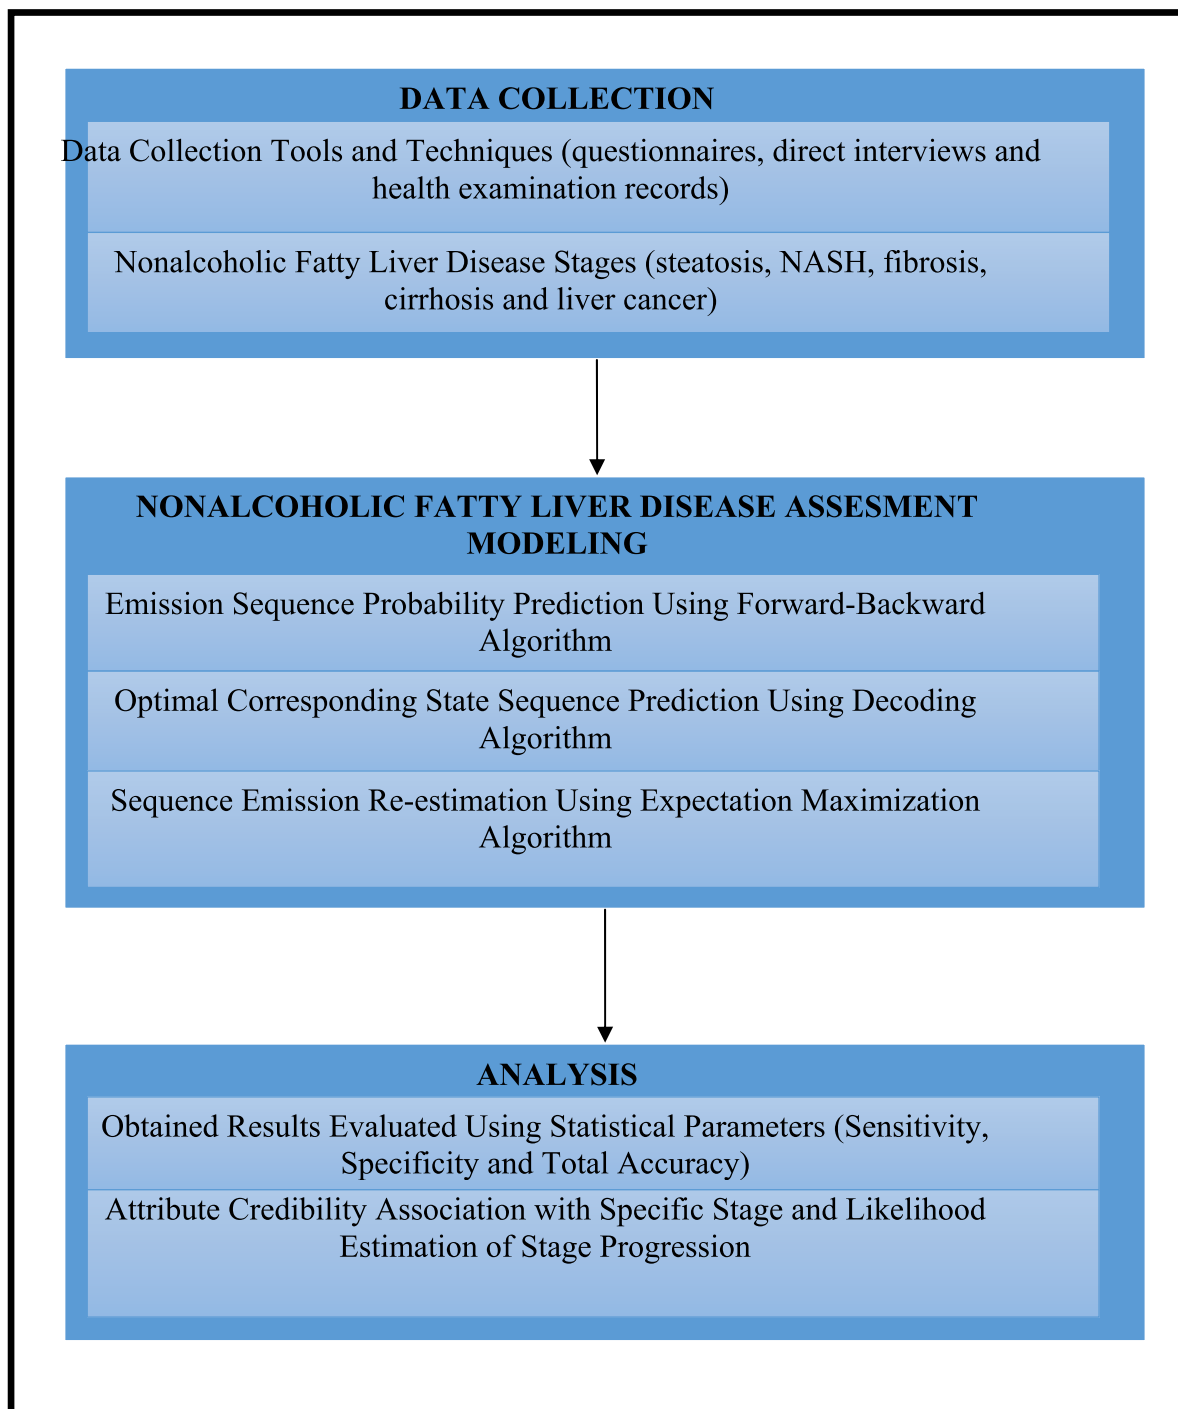 DATA COLLECTION
Data Collection Tools and Techniques (questionnaires, direct interviews and
health examination records)
Nonalcoholic Fatty Liver Disease Stages (steatosis, NASH, fibrosis,
cirrhosis and liver cancer)
NONALCOHOLIC FATTY LIVER DISEASE ASSESMENT
MODELING
Emission Sequence Probability Prediction Using Forward-Backward
Algorithm
Optimal Corresponding State Sequence Prediction Using Decoding
Algorithm
Sequence Emission Re-estimation Using Expectation Maximization
Algorithm
ANALYSIS
Obtained Results Evaluated Using Statistical Parameters (Sensitivity,
Specificity and Total Accuracy)
Attribute Credibility Association with Specific Stage and Likelihood
Estimation of Stage Progression